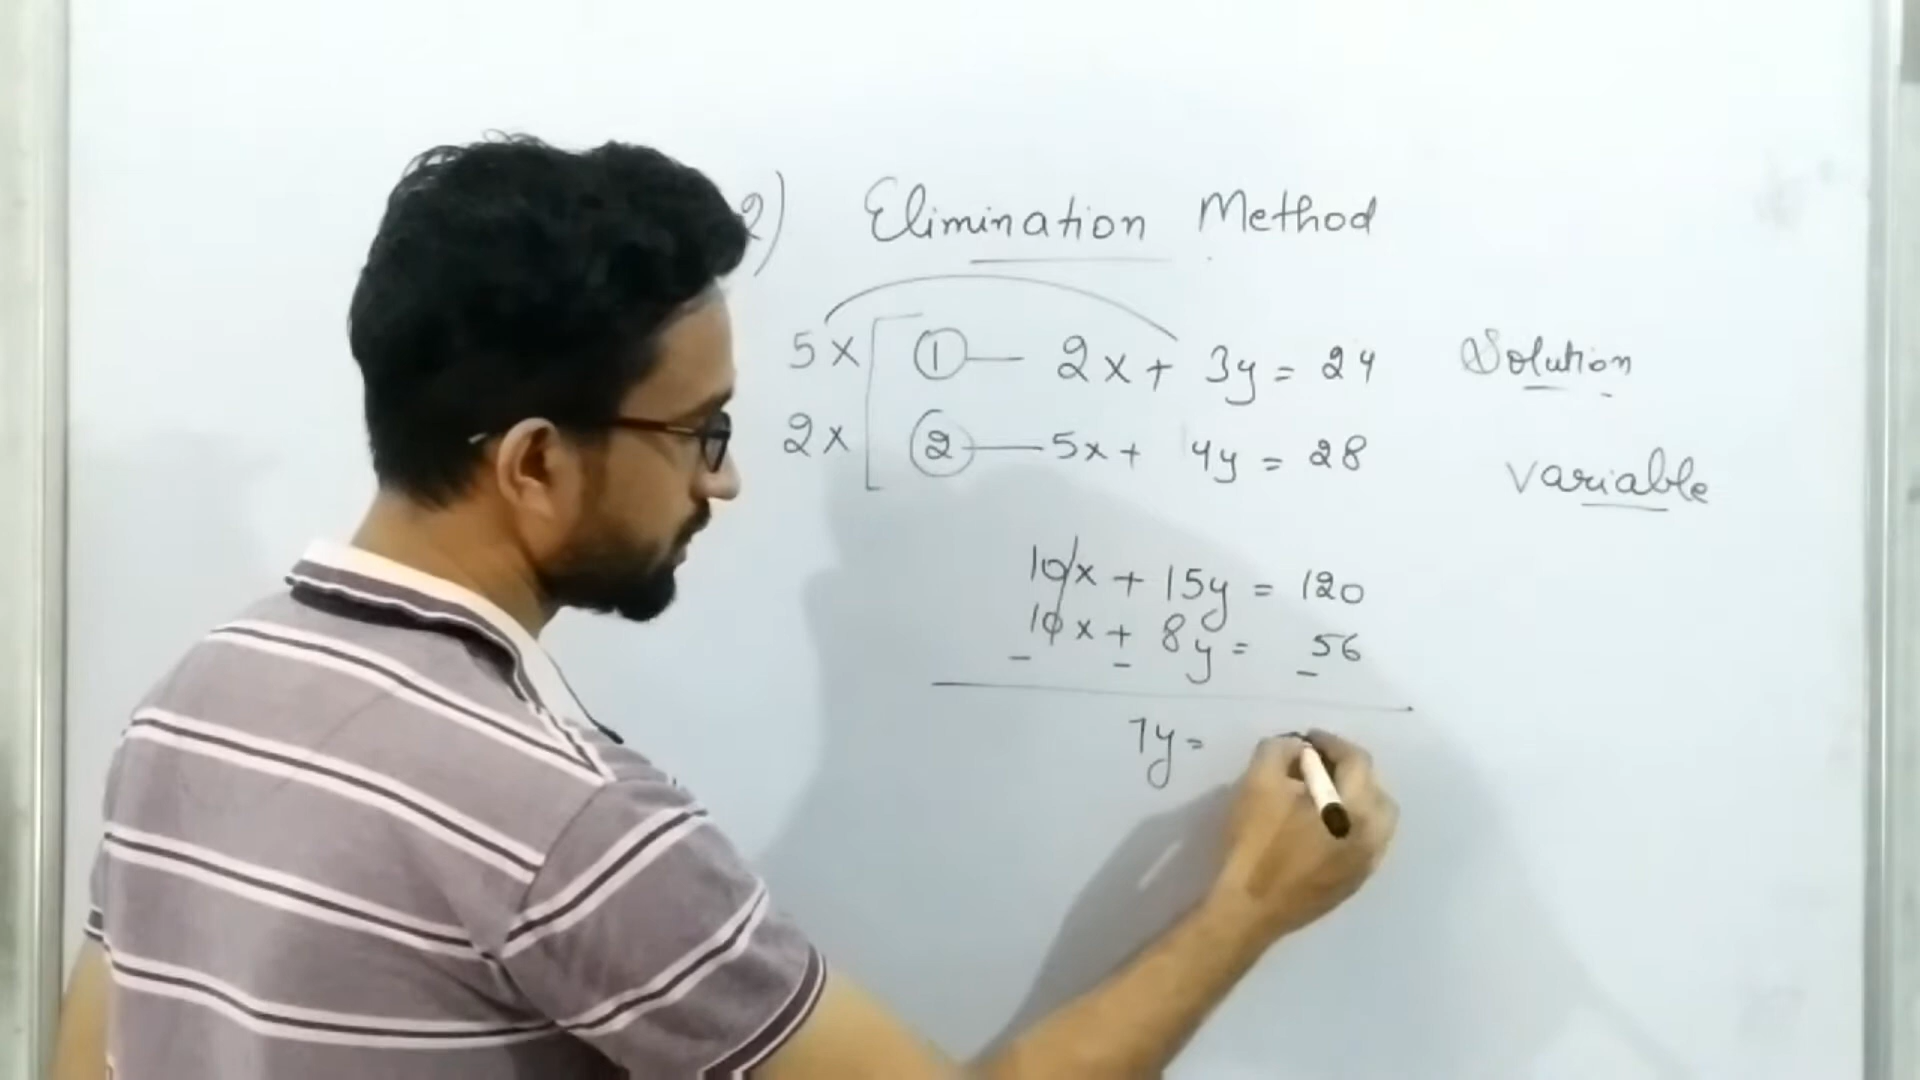 2) Elimination Method
5x ① — 2x + 3y = 24 Solution
2x ② — 5x + 4y = 28
variable
10x + 15y = 120
10x + 8y = 56
- - -
7y =